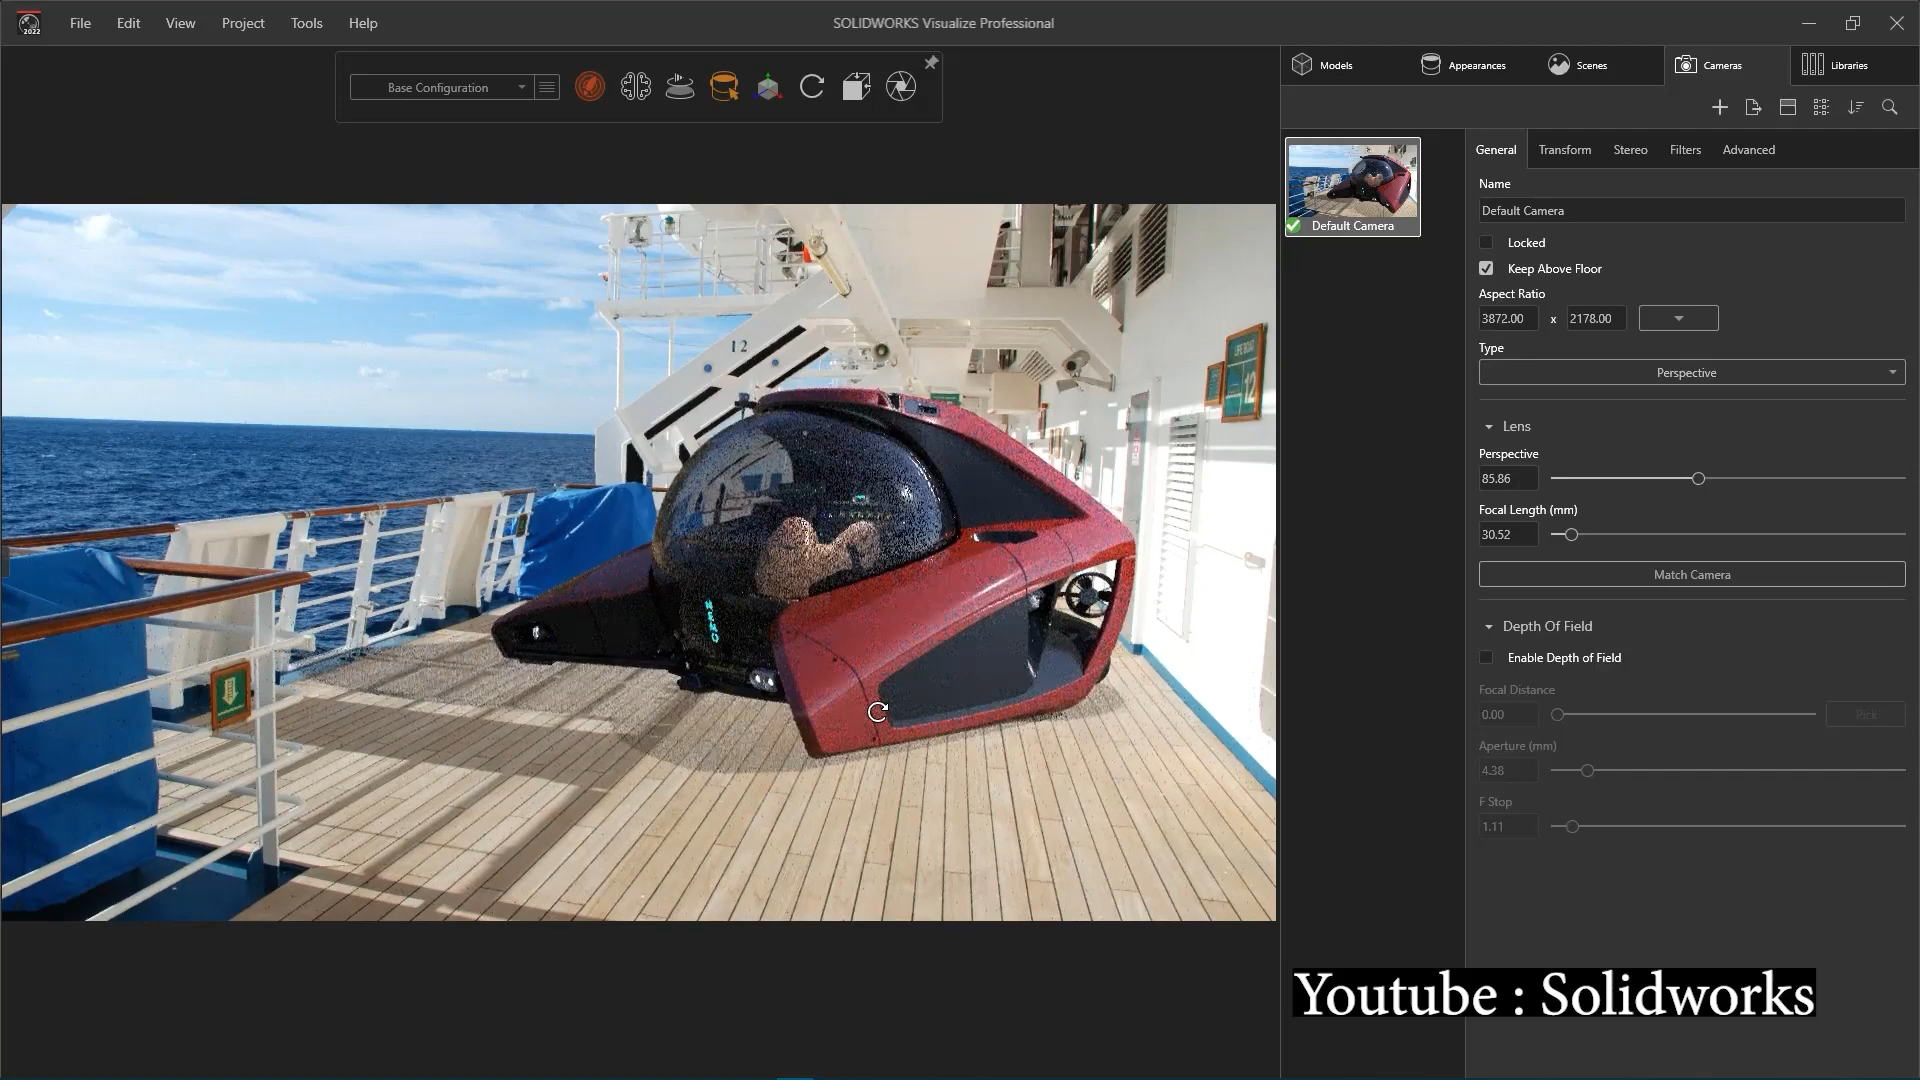 2022
File Edit View Project Tools Help
SOLIDWORKS Visualize Professional
Base Configuration
Models Appearances Scenes Cameras Libraries
General Transform Stereo Filters Advanced
Default Camera
Name
Default Camera
Locked
Keep Above Floor
Aspect Ratio
3872.00 x 2178.00
Type
Perspective
Lens
Perspective
85.86
Focal Length (mm)
30.52
Match Camera
Depth Of Field
Enable Depth of Field
Focal Distance
0.00 Pick
Aperture (mm)
4.38
F Stop
1.11
12
LIFE BOAT
12
Youtube : Solidworks